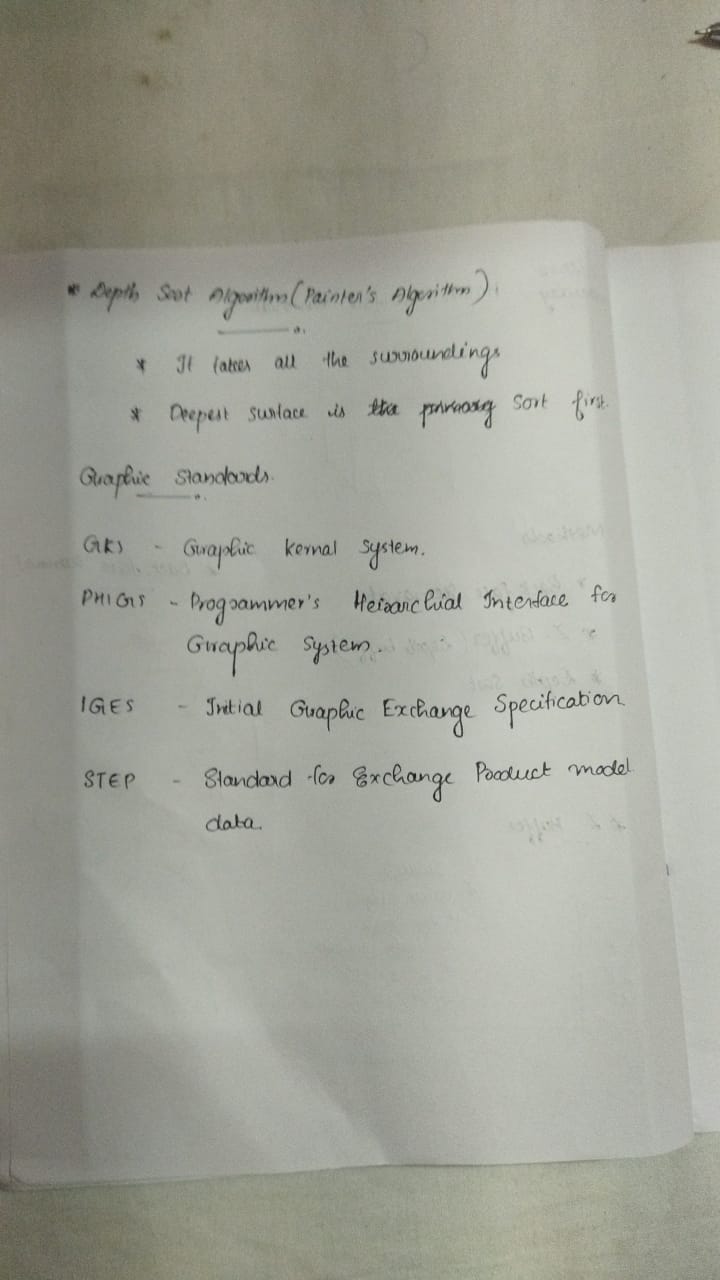 * Depth Sort Algorithm (Painter's Algorithm).
* It takes all the surroundings
* Deepest surface is the primary sort first.
Graphic Standards.
GKS - Graphic kernal System.
PHIGS - Programmer's Heirarchial Interface for
Graphic System.
IGES - Initial Graphic Exchange Specification
STEP - Standard for Exchange Product model
data.